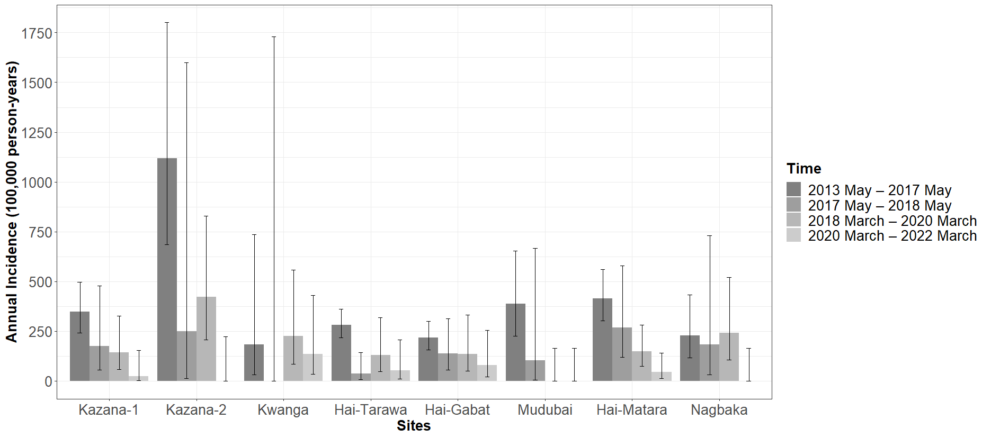 Annual Incidence (100,000 person-years)
1750
1500
1250
1000
750
500
250
0
Kazana-1 Kazana-2 Kwanga Hai-Tarawa Hai-Gabat Mudubai Hai-Matara Nagbaka
Sites
Time
2013 May – 2017 May
2017 May – 2018 May
2018 March – 2020 March
2020 March – 2022 March